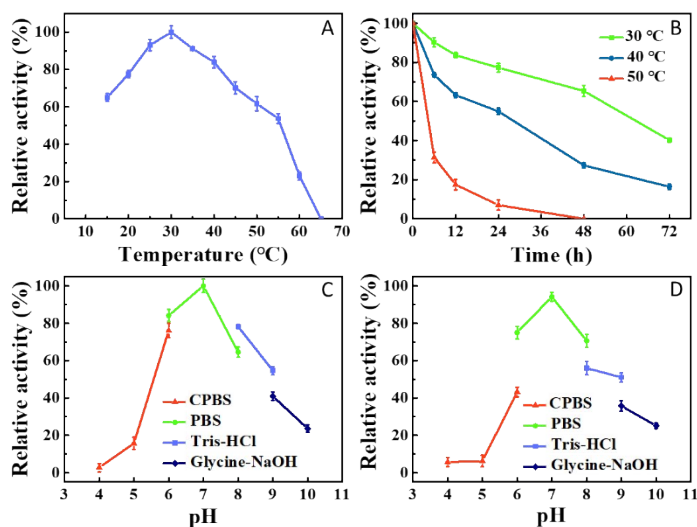 A
Relative activity (%)
100
80
60
40
20
0
10 20 30 40 50 60 70
Temperature (°C)
B
30 °C
40 °C
50 °C
Relative activity (%)
100
80
60
40
20
0
0 12 24 36 48 60 72
Time (h)
C
Relative activity (%)
100
80
60
40
20
0
CPBS
PBS
Tris-HCl
Glycine-NaOH
3 4 5 6 7 8 9 10 11
pH
D
Relative activity (%)
100
80
60
40
20
0
CPBS
PBS
Tris-HCl
Glycine-NaOH
3 4 5 6 7 8 9 10 11
pH